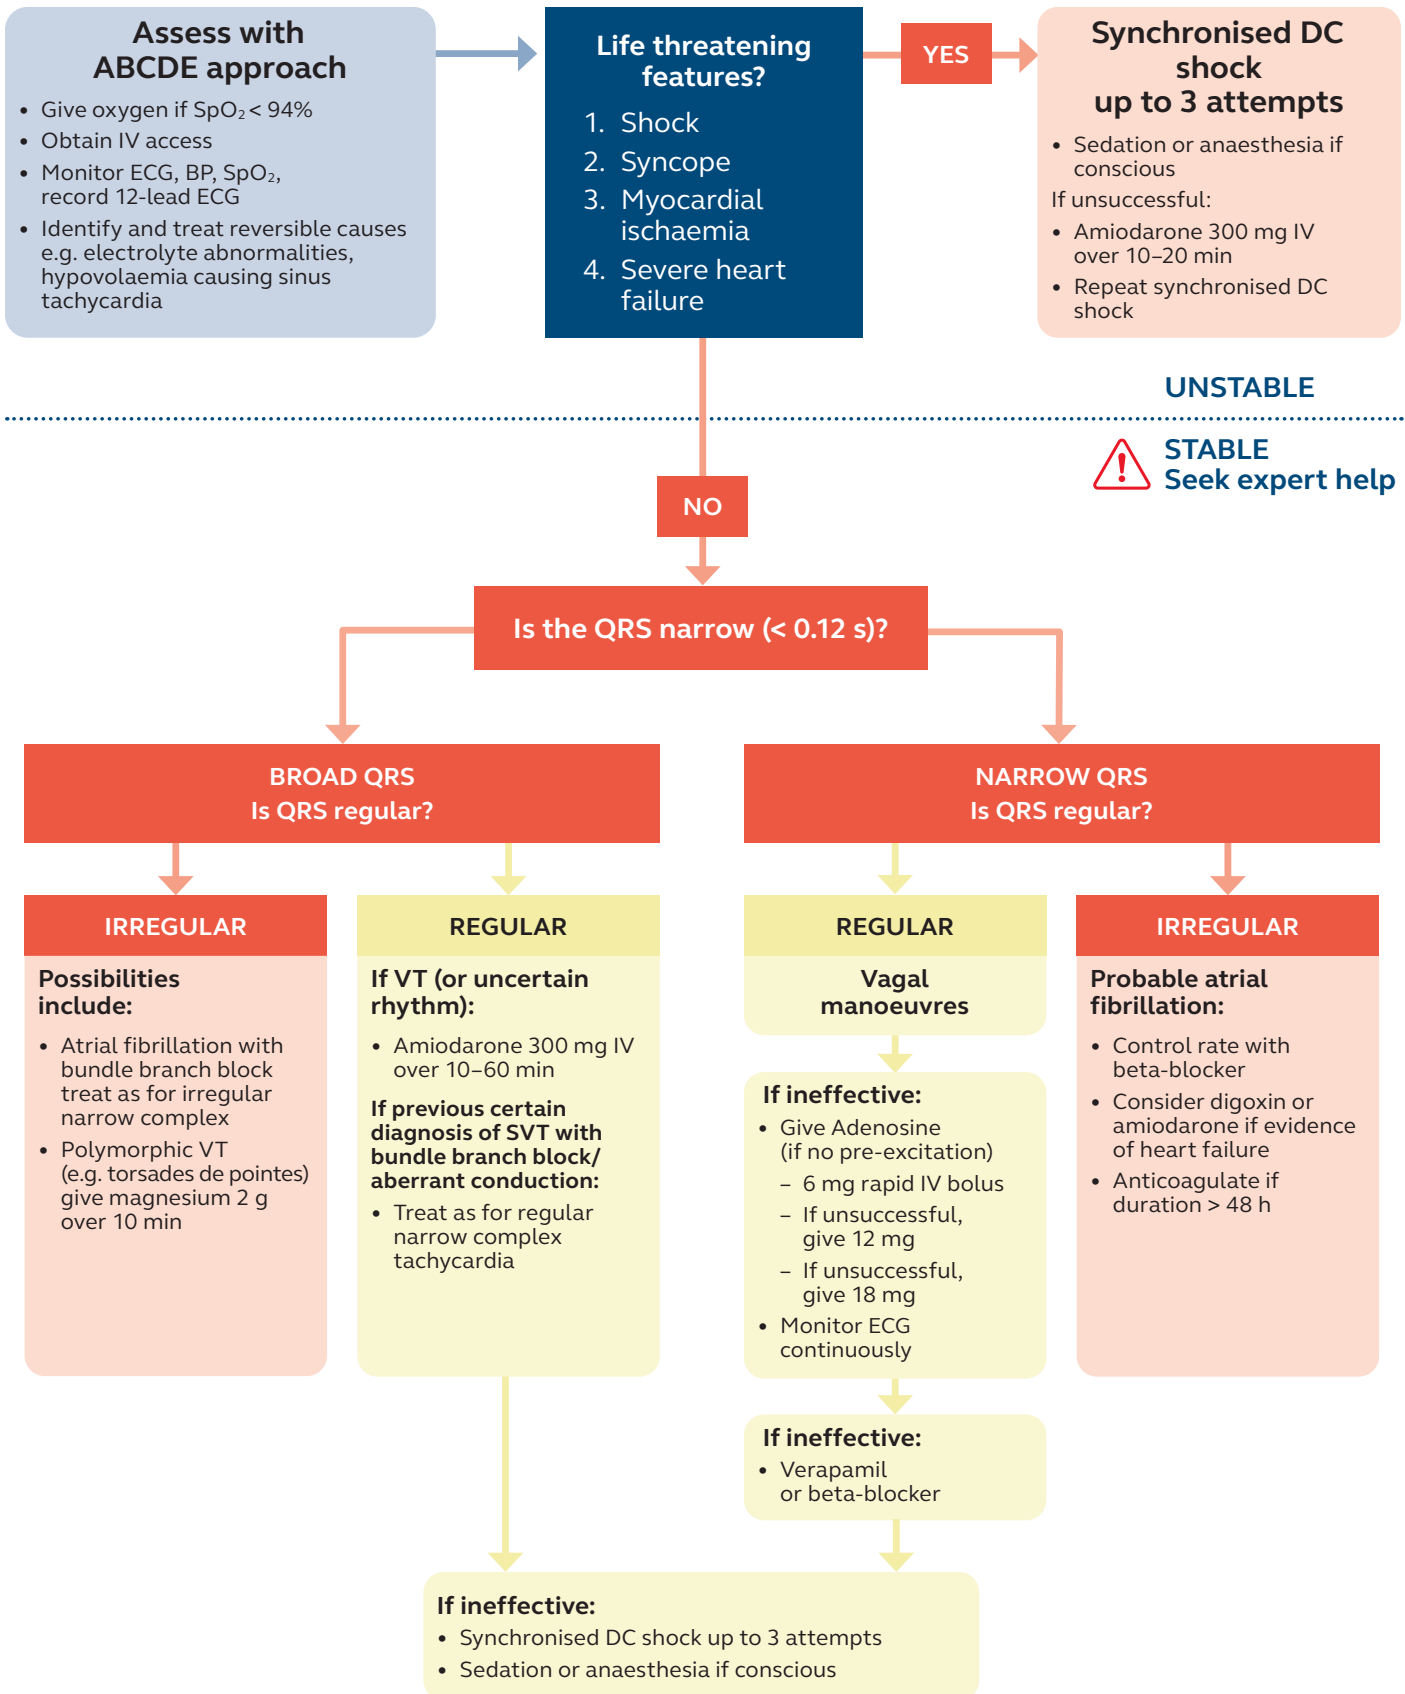 Assess with
ABCDE approach
• Give oxygen if SpO₂ < 94%
• Obtain IV access
• Monitor ECG, BP, SpO₂,
record 12-lead ECG
• Identify and treat reversible causes
e.g. electrolyte abnormalities,
hypovolaemia causing sinus
tachycardia
Life threatening
features?
1. Shock
2. Syncope
3. Myocardial
ischaemia
4. Severe heart
failure
YES
Synchronised DC
shock
up to 3 attempts
• Sedation or anaesthesia if
conscious
If unsuccessful:
• Amiodarone 300 mg IV
over 10–20 min
• Repeat synchronised DC
shock
UNSTABLE
STABLE
Seek expert help
!
NO
Is the QRS narrow (< 0.12 s)?
BROAD QRS
Is QRS regular?
NARROW QRS
Is QRS regular?
IRREGULAR
Possibilities
include:
• Atrial fibrillation with
bundle branch block
treat as for irregular
narrow complex
• Polymorphic VT
(e.g. torsades de pointes)
give magnesium 2 g
over 10 min
REGULAR
If VT (or uncertain
rhythm):
• Amiodarone 300 mg IV
over 10–60 min
If previous certain
diagnosis of SVT with
bundle branch block/
aberrant conduction:
• Treat as for regular
narrow complex
tachycardia
REGULAR
Vagal
manoeuvres
If ineffective:
• Give Adenosine
(if no pre-excitation)
– 6 mg rapid IV bolus
– If unsuccessful,
give 12 mg
– If unsuccessful,
give 18 mg
• Monitor ECG
continuously
If ineffective:
• Verapamil
or beta-blocker
IRREGULAR
Probable atrial
fibrillation:
• Control rate with
beta-blocker
• Consider digoxin or
amiodarone if evidence
of heart failure
• Anticoagulate if
duration > 48 h
If ineffective:
• Synchronised DC shock up to 3 attempts
• Sedation or anaesthesia if conscious